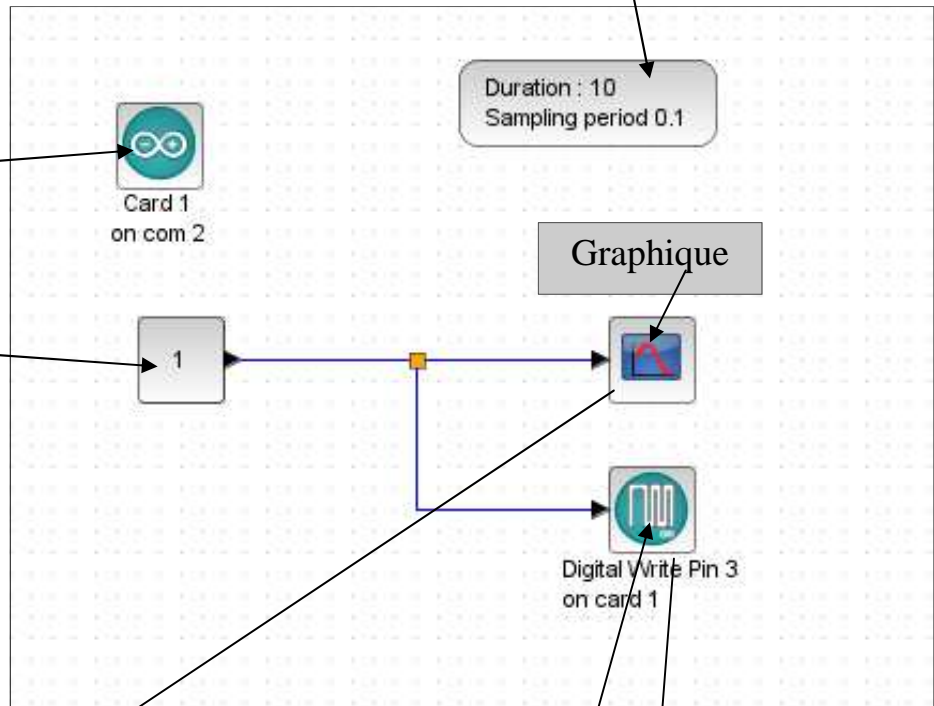 Duration : 10
Sampling period 0.1
Card 1
on com 2
Graphique
1
Digital Write Pin 3
on card 1